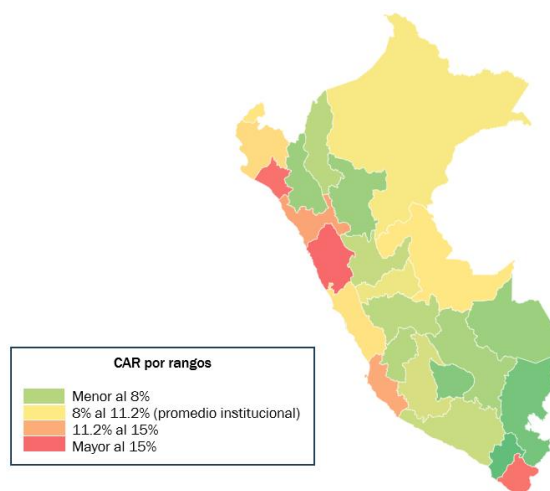 CAR por rangos
Menor al 8%
8% al 11.2% (promedio institucional)
11.2% al 15%
Mayor al 15%